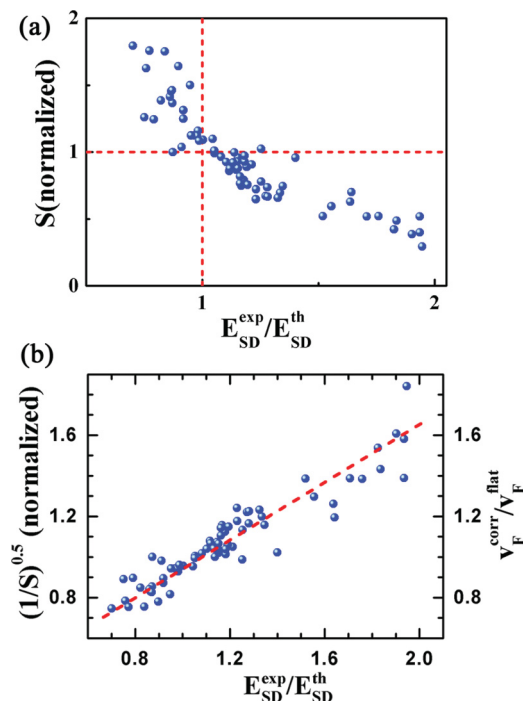 (a)
2
1
0
S(normalized)
1
2
E_SD^exp/E_SD^th
(b)
1.6
1.2
0.8
(1/S)^0.5 (normalized)
1.6
1.2
0.8
v_F^corr/v_F^flat
0.8
1.2
1.6
2.0
E_SD^exp/E_SD^th